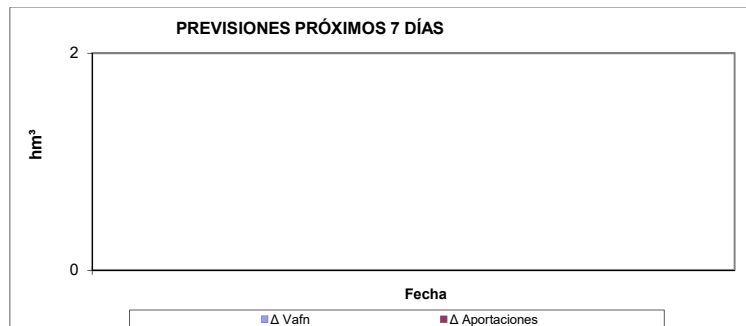 PREVISIONES PRÓXIMOS 7 DÍAS
2
hm³
0
Fecha
Δ Vafn Δ Aportaciones